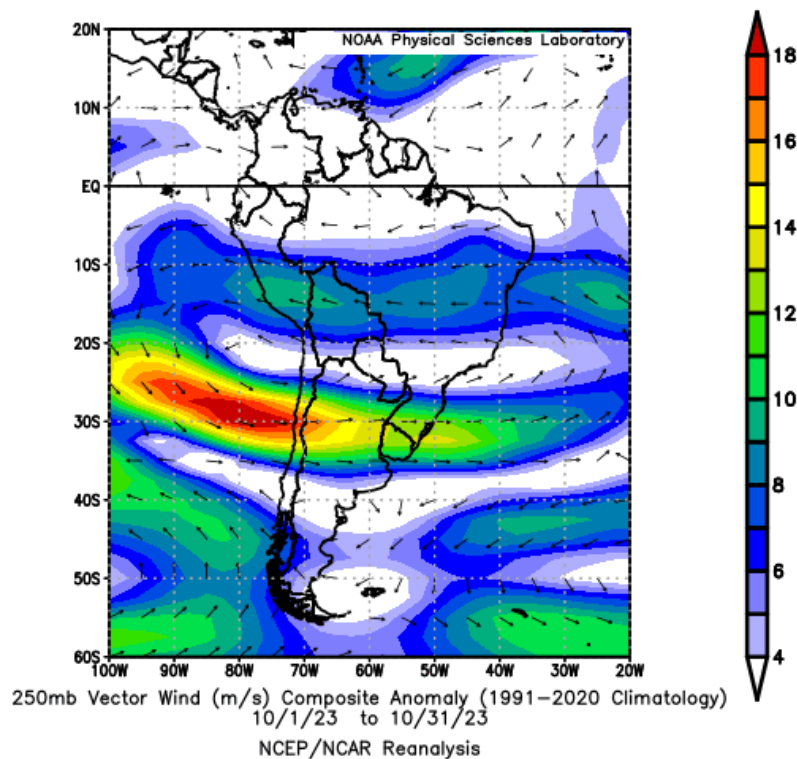 NOAA Physical Sciences Laboratory
20N
10N
EQ
10S
20S
30S
40S
50S
60S
100W 90W 80W 70W 60W 50W 40W 30W 20W
18
16
14
12
10
8
6
4
250mb Vector Wind (m/s) Composite Anomaly (1991-2020 Climatology)
10/1/23 to 10/31/23
NCEP/NCAR Reanalysis